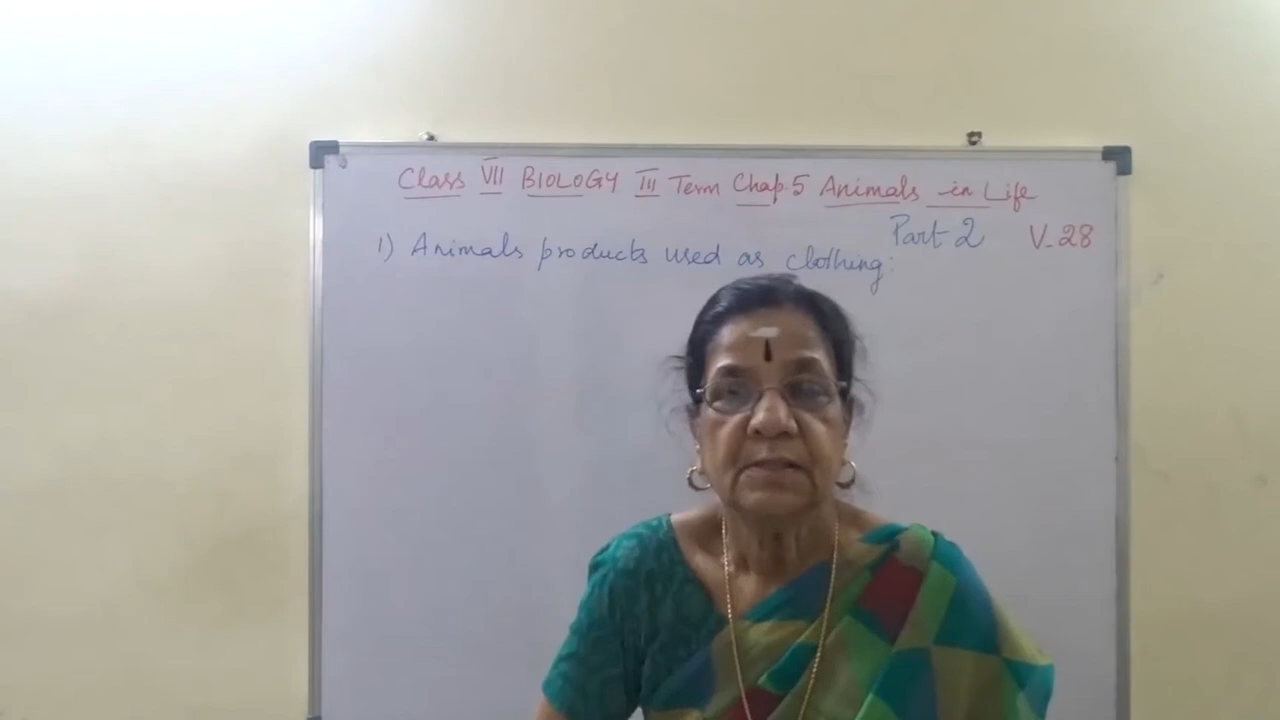 Class VII BIOLOGY III Term Chap.5 Animals in Life
Part 2 V-28
1) Animals products used as clothing: